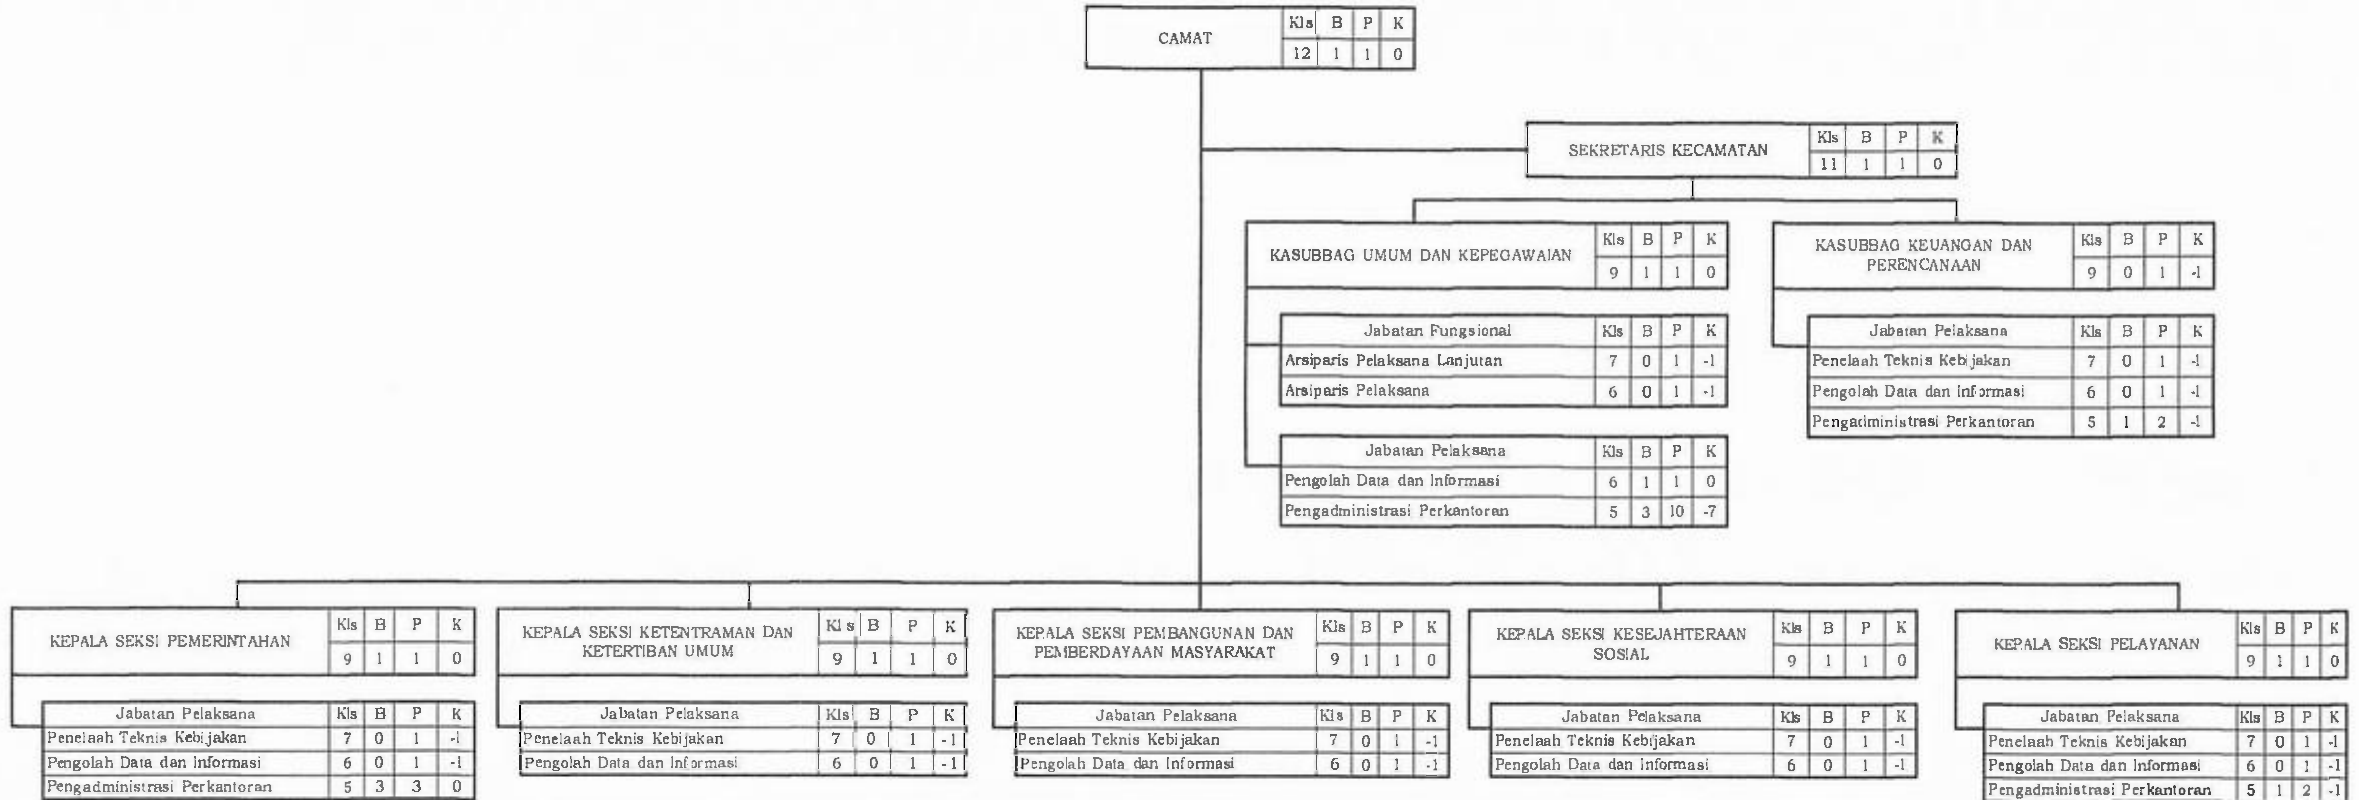 CAMAT Kls B P K
12 1 1 0
SEKRETARIS KECAMATAN Kls B P K
11 1 1 0
KASUBBAG UMUM DAN KEPEGAWAIAN Kls B P K
9 1 1 0
Jabatan Fungsional Kls B P K
Arsiparis Pelaksana Lanjutan 7 0 1 -1
Arsiparis Pelaksana 6 0 1 -1
Jabatan Pelaksana Kls B P K
Pengolah Data dan Informasi 6 1 1 0
Pengadministrasi Perkantoran 5 3 10 -7
KASUBBAG KEUANGAN DAN
PERENCANAAN
Kls B P K
9 0 1 -1
Jabatan Pelaksana Kls B P K
Penelaah Teknis Kebijakan 7 0 1 -1
Pengolah Data dan Informasi 6 0 1 -1
Pengadministrasi Perkantoran 5 1 2 -1
KEPALA SEKSI PEMERINTAHAN Kls B P K
9 1 1 0
Jabatan Pelaksana Kls B P K
Penelaah Teknis Kebijakan 7 0 1 -1
Pengolah Data dan Informasi 6 0 1 -1
Pengadministrasi Perkantoran 5 3 3 0
KEPALA SEKSI KETENTRAMAN DAN
KETERTIBAN UMUM
Kls B P K
9 1 1 0
Jabatan Pelaksana Kls B P K
Penelaah Teknis Kebijakan 7 0 1 -1
Pengolah Data dan Informasi 6 0 1 -1
KEPALA SEKSI PEMBANGUNAN DAN
PEMBERDAYAAN MASYARAKAT
Kls B P K
9 1 1 0
Jabatan Pelaksana Kls B P K
Penelaah Teknis Kebijakan 7 0 1 -1
Pengolah Data dan Informasi 6 0 1 -1
KEPALA SEKSI KESEJAHTERAAN
SOSIAL
Kls B P K
9 1 1 0
Jabatan Pelaksana Kls B P K
Penelaah Teknis Kebijakan 7 0 1 -1
Pengolah Data dan Informasi 6 0 1 -1
KEPALA SEKSI PELAYANAN Kls B P K
9 1 1 0
Jabatan Pelaksana Kls B P K
Penelaah Teknis Kebijakan 7 0 1 -1
Pengolah Data dan Informasi 6 0 1 -1
Pengadministrasi Perkantoran 5 1 2 -1